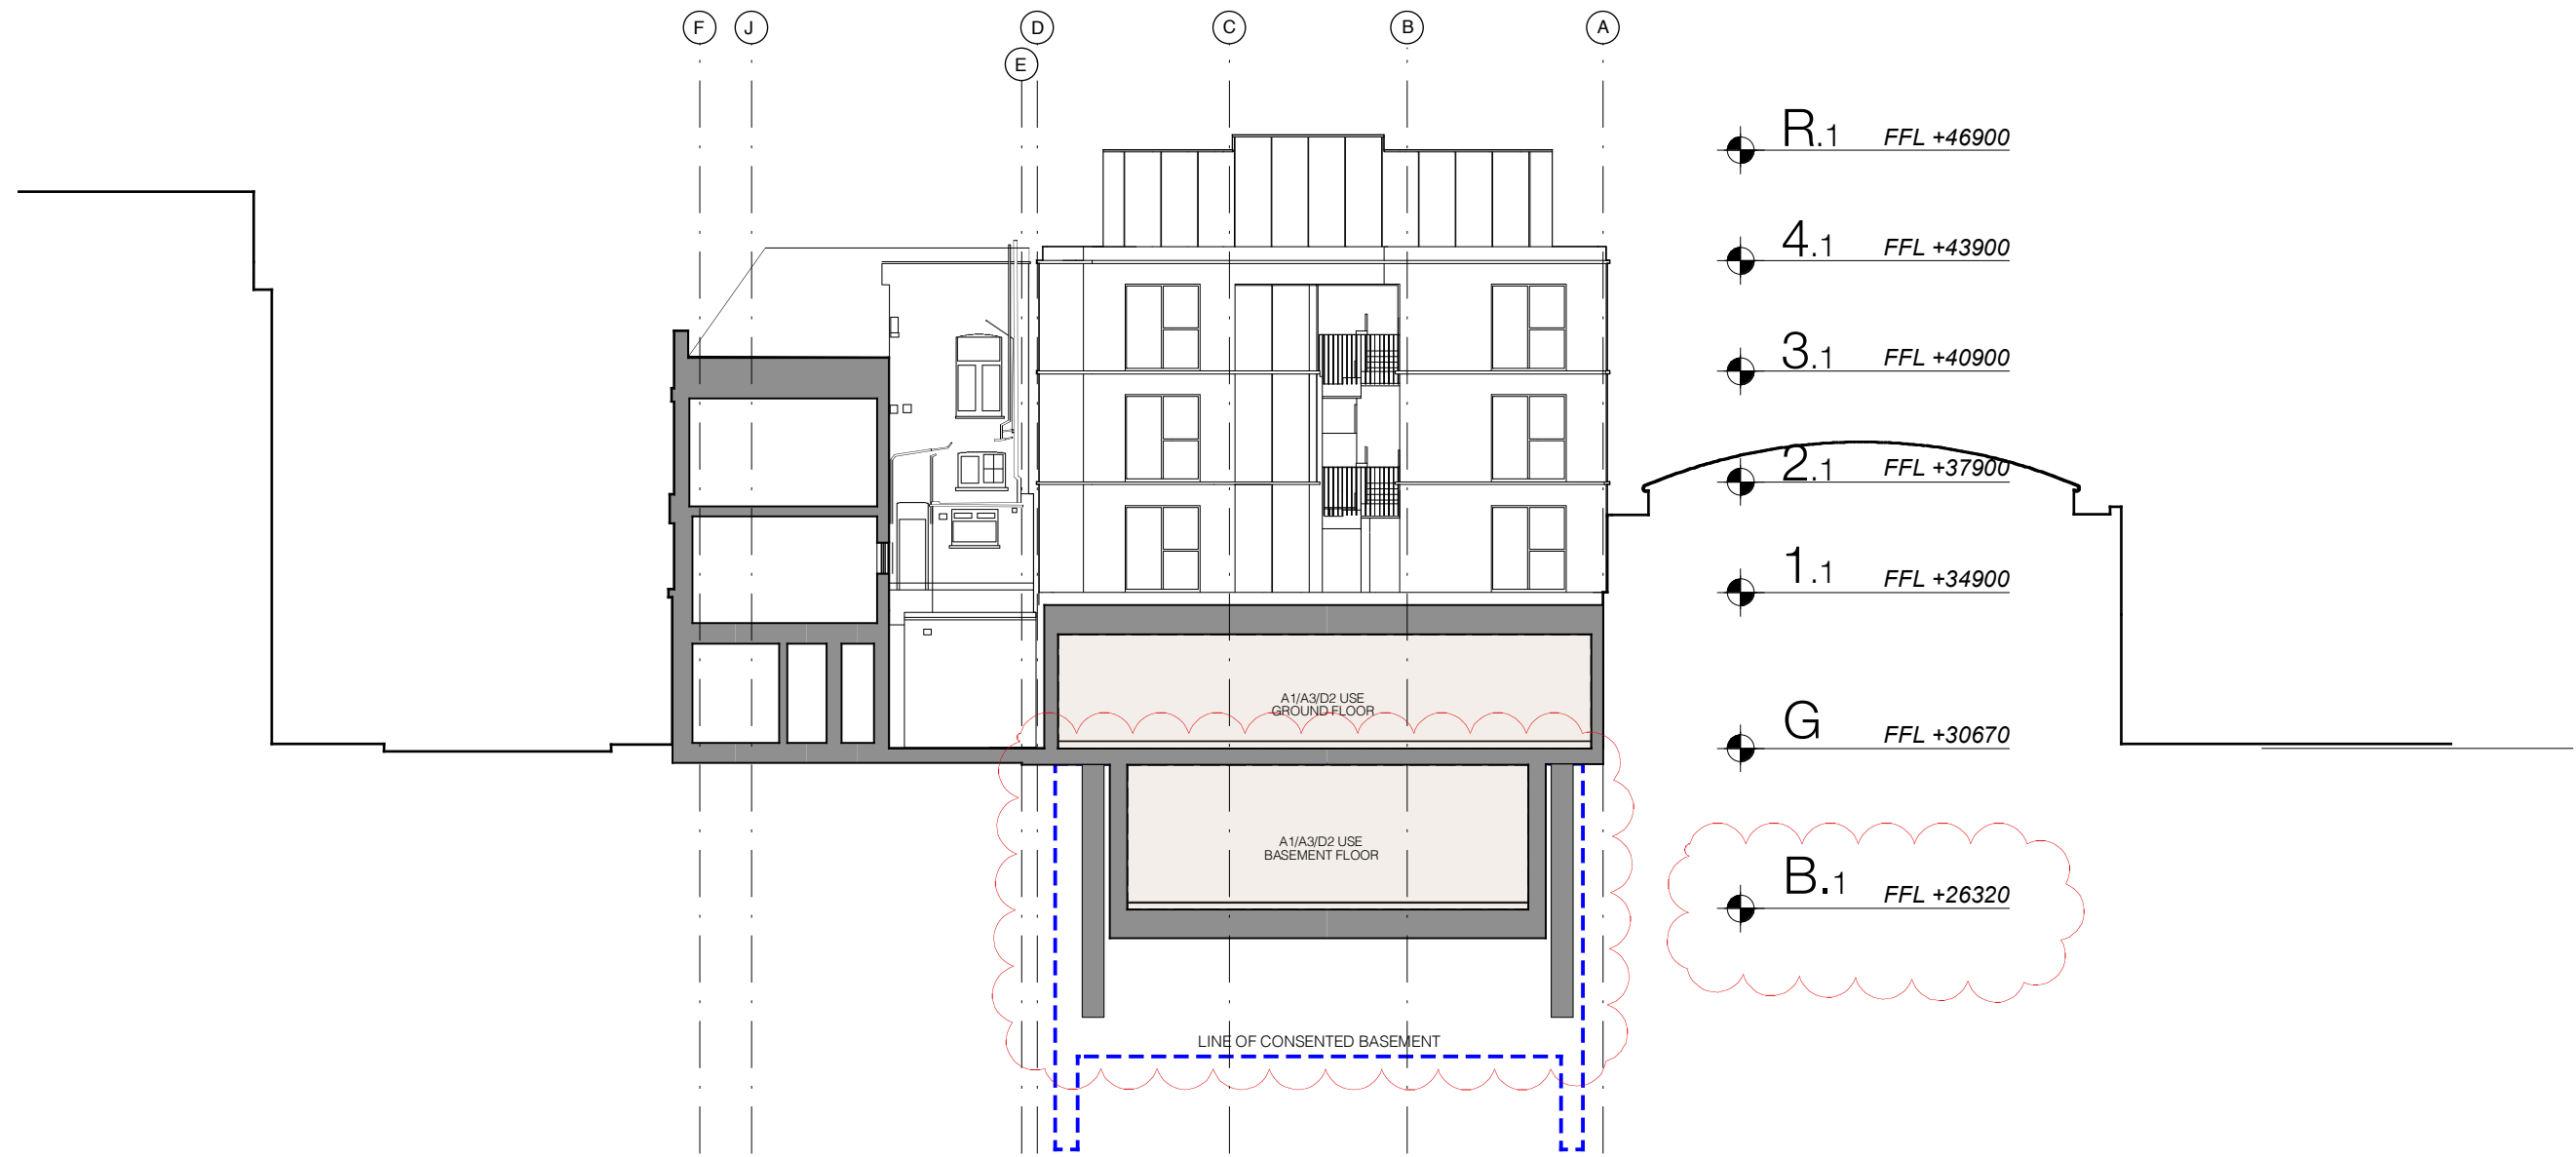 F
J
D
C
B
A
E
R.1 FFL +46900
4.1 FFL +43900
3.1 FFL +40900
2.1 FFL +37900
1.1 FFL +34900
A1/A3/D2 USE
GROUND FLOOR
G FFL +30670
A1/A3/D2 USE
BASEMENT FLOOR
B.1 FFL +26320
LINE OF CONSENTED BASEMENT